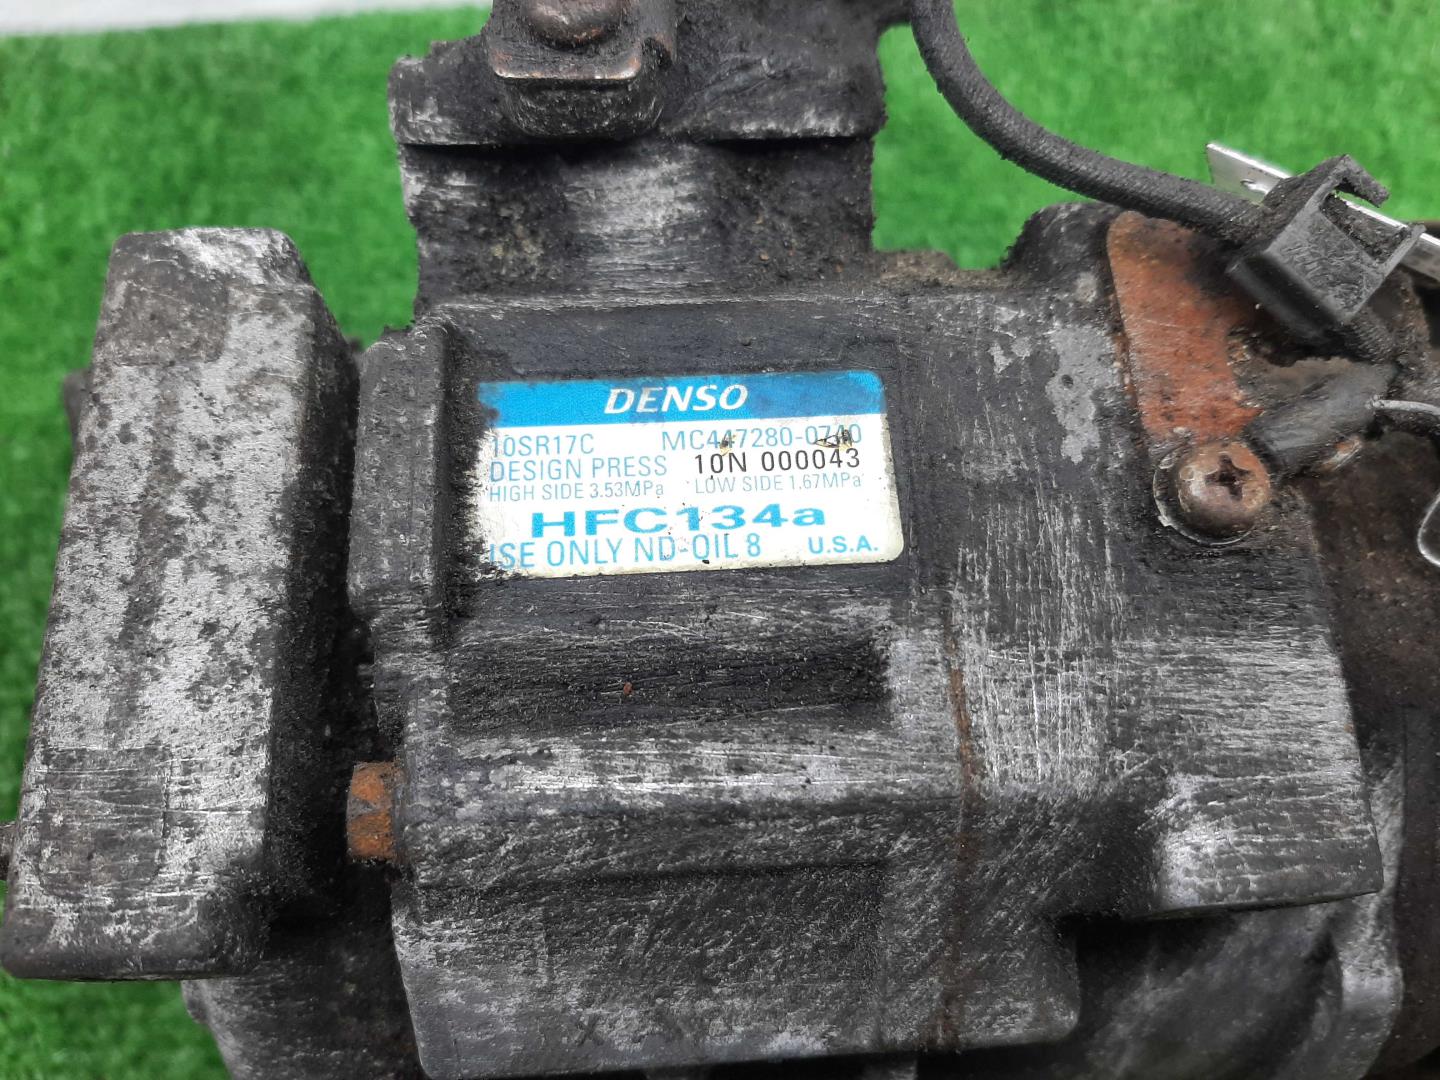 DENSO
10SR17C MC447280-0740
DESIGN PRESS 10N 000043
HIGH SIDE 3.53MPa LOW SIDE 1.67MPa
HFC134a
USE ONLY ND-OIL 8 U.S.A.